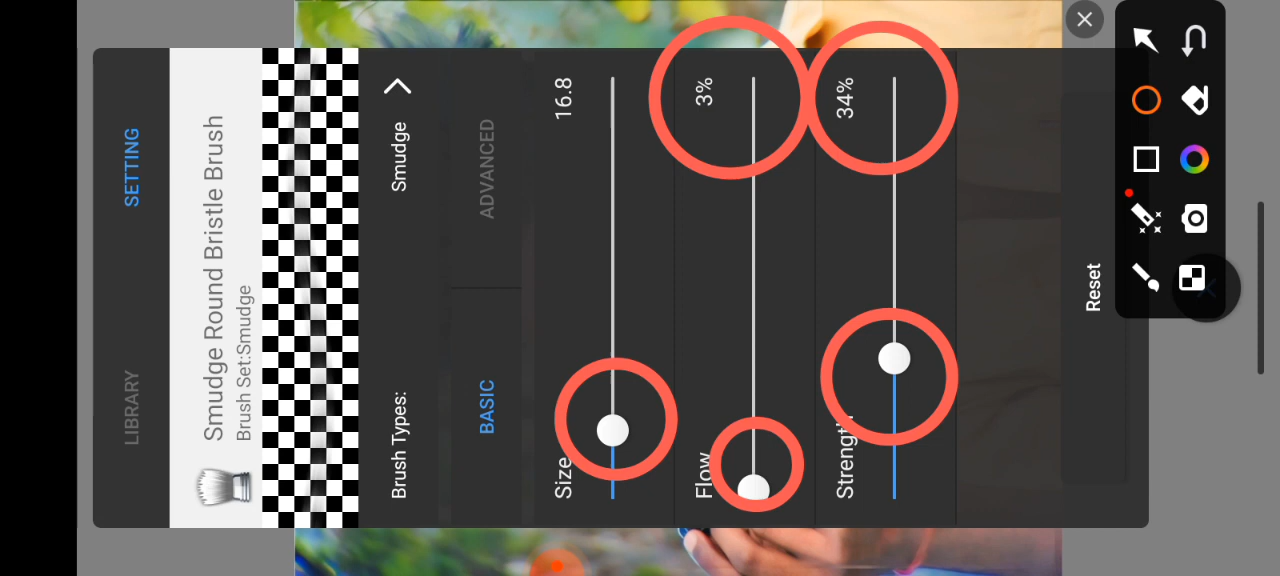 LIBRARY
SETTING
Smudge Round Bristle Brush
Brush Set:Smudge
Brush Types:
Smudge
BASIC
ADVANCED
Size
16.8
Flow
3%
Strength
34%
Reset